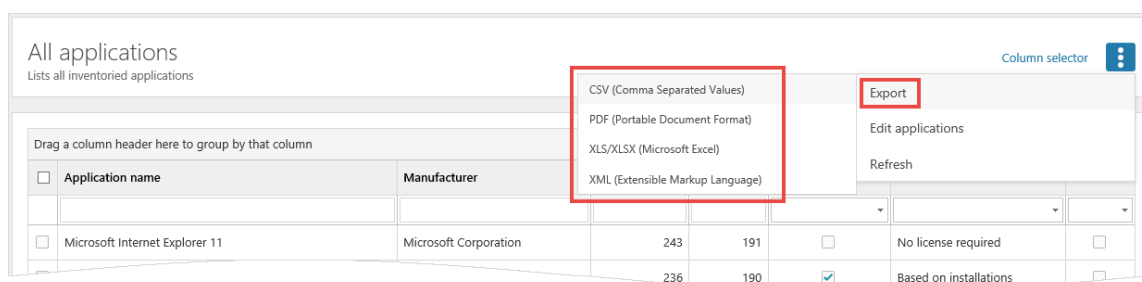 All applications
Lists all inventoried applications
Column selector
CSV (Comma Separated Values)
PDF (Portable Document Format)
XLS/XLSX (Microsoft Excel)
XML (Extensible Markup Language)
Export
Edit applications
Refresh
Drag a column header here to group by that column
Application name Manufacturer
Microsoft Internet Explorer 11 Microsoft Corporation 243 191 No license required
236 190 Based on installations